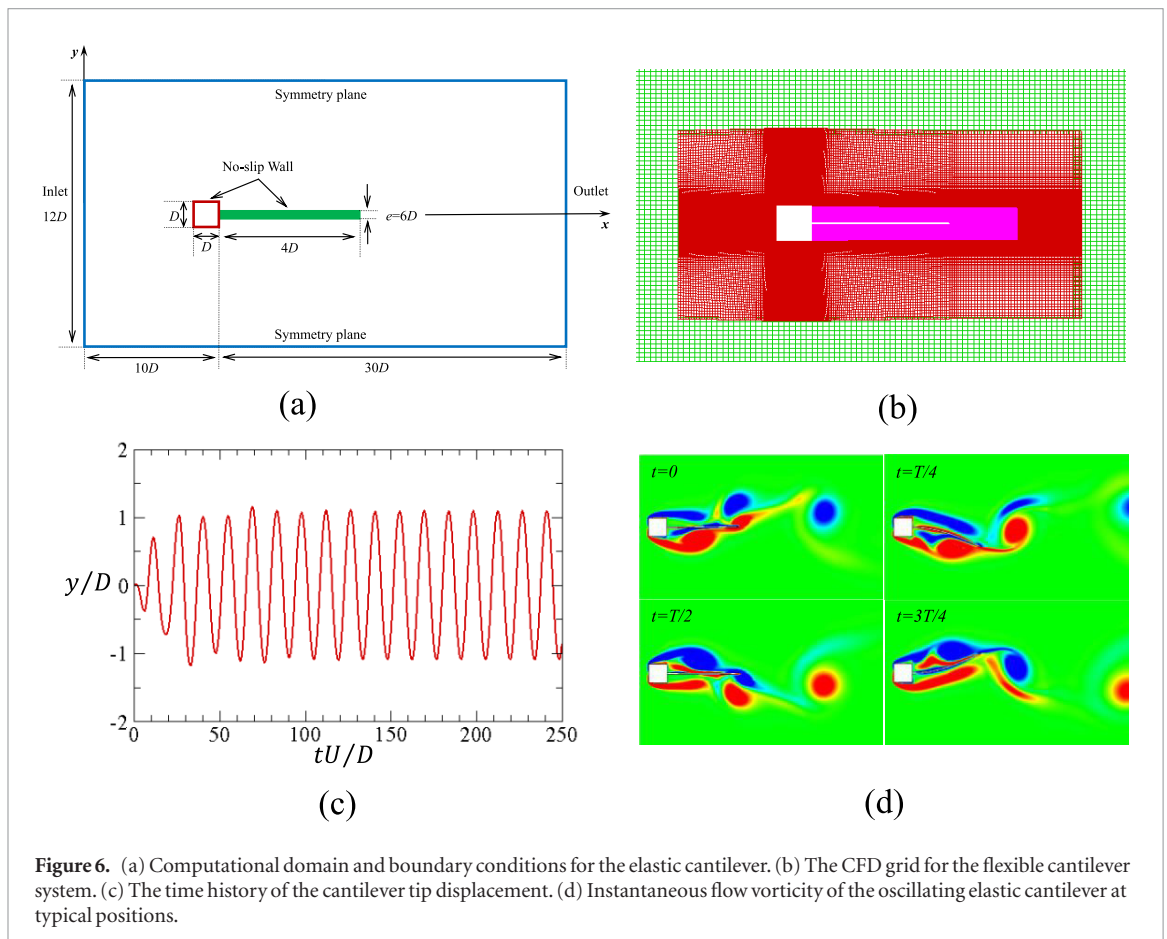 y
Symmetry plane
No-slip Wall
Inlet
Outlet
12D
D
e=6D
x
D
4D
Symmetry plane
10D
30D
(a)
(b)
2
1
y/D
0
-1
-2
0
50
100
150
200
250
tU/D
(c)
t=0
t=T/4
t=T/2
t=3T/4
(d)
Figure 6. (a) Computational domain and boundary conditions for the elastic cantilever. (b) The CFD grid for the flexible cantilever
system. (c) The time history of the cantilever tip displacement. (d) Instantaneous flow vorticity of the oscillating elastic cantilever at
typical positions.